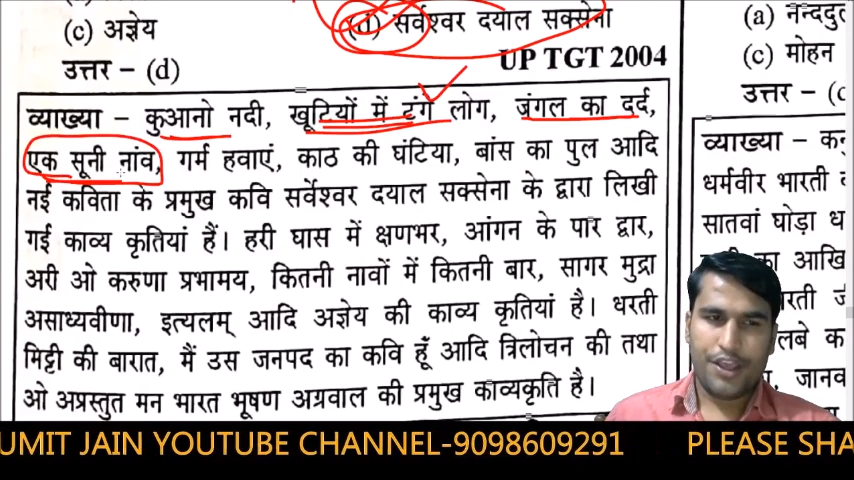 (c) अज्ञेय
(d) सर्वेश्वर दयाल सक्सेना
उत्तर – (d)
UP TGT 2004
व्याख्या – कुआनो नदी, खूटियों में टंगे लोग, जंगल का दर्द,
एक सूनी नांव, गर्म हवाएं, काठ की घंटिया, बांस का पुल आदि
नई कविता के प्रमुख कवि सर्वेश्वर दयाल सक्सेना के द्वारा लिखी
गई काव्य कृतियां हैं। हरी घास में क्षणभर, आंगन के पार द्वार,
अरी ओ करुणा प्रभामय, कितनी नावों में कितनी बार, सागर मुद्रा
असाध्यवीणा, इत्यलम् आदि अज्ञेय की काव्य कृतियां है। धरती
मिट्टी की बारात, मैं उस जनपद का कवि हूँ आदि त्रिलोचन की तथा
ओ अप्रस्तुत मन भारत भूषण अग्रवाल की प्रमुख काव्यकृति है।
(a) नन्ददु
(c) मोहन
उत्तर – (
व्याख्या –
धर्मवीर भारती
सातवां घोड़ा
का आखि
UMIT JAIN YOUTUBE CHANNEL-9098609291 PLEASE SHA